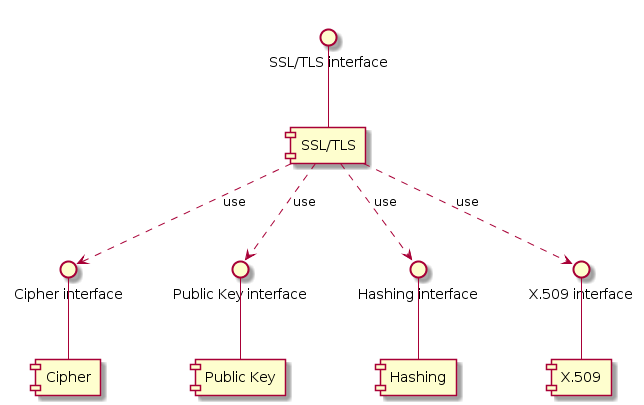 SSL/TLS interface
SSL/TLS
use use use use
Cipher interface Public Key interface Hashing interface X.509 interface
Cipher Public Key Hashing X.509